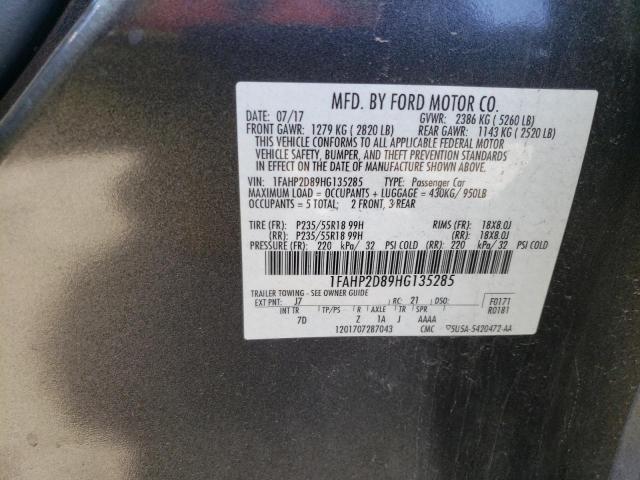 MFD. BY FORD MOTOR CO.
DATE: 07/17 GVWR: 2386 KG ( 5260 LB)
FRONT GAWR: 1279 KG ( 2820 LB) REAR GAWR: 1143 KG ( 2520 LB)
THIS VEHICLE CONFORMS TO ALL APPLICABLE FEDERAL MOTOR
VEHICLE SAFETY, BUMPER, AND THEFT PREVENTION STANDARDS
IN EFFECT ON THE DATE OF MANUFACTURE SHOWN ABOVE.
VIN: 1FAHP2D89HG135285 TYPE: Passenger Car
MAXIMUM LOAD = OCCUPANTS + LUGGAGE = 430KG/ 950LB
OCCUPANTS = 5 TOTAL: 2 FRONT, 3 REAR
TIRE (FR): P235/55R18 99H RIMS (FR): 18X8.0J
(RR): P235/55R18 99H (RR): 18X8.0J
PRESSURE (FR): 220 kPa/ 32 PSI COLD (RR): 220 kPa/ 32 PSI COLD
1FAHP2D89HG135285
TRAILER TOWING - SEE OWNER GUIDE
EXT PNT: J7 RC: 21 DSO: F0171
INT TR TP/PS R AXLE TR SPR R0181
7D Z 1A J AAAA
1201707287043 CMC 5U5A-5420472-AA